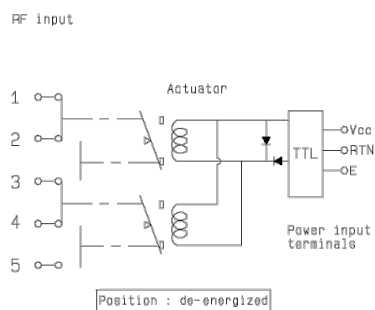 RF input
Actuator
1
2
3
4
5
TTL
Vcc
RTN
E
Power input
terminals
Position : de-energized